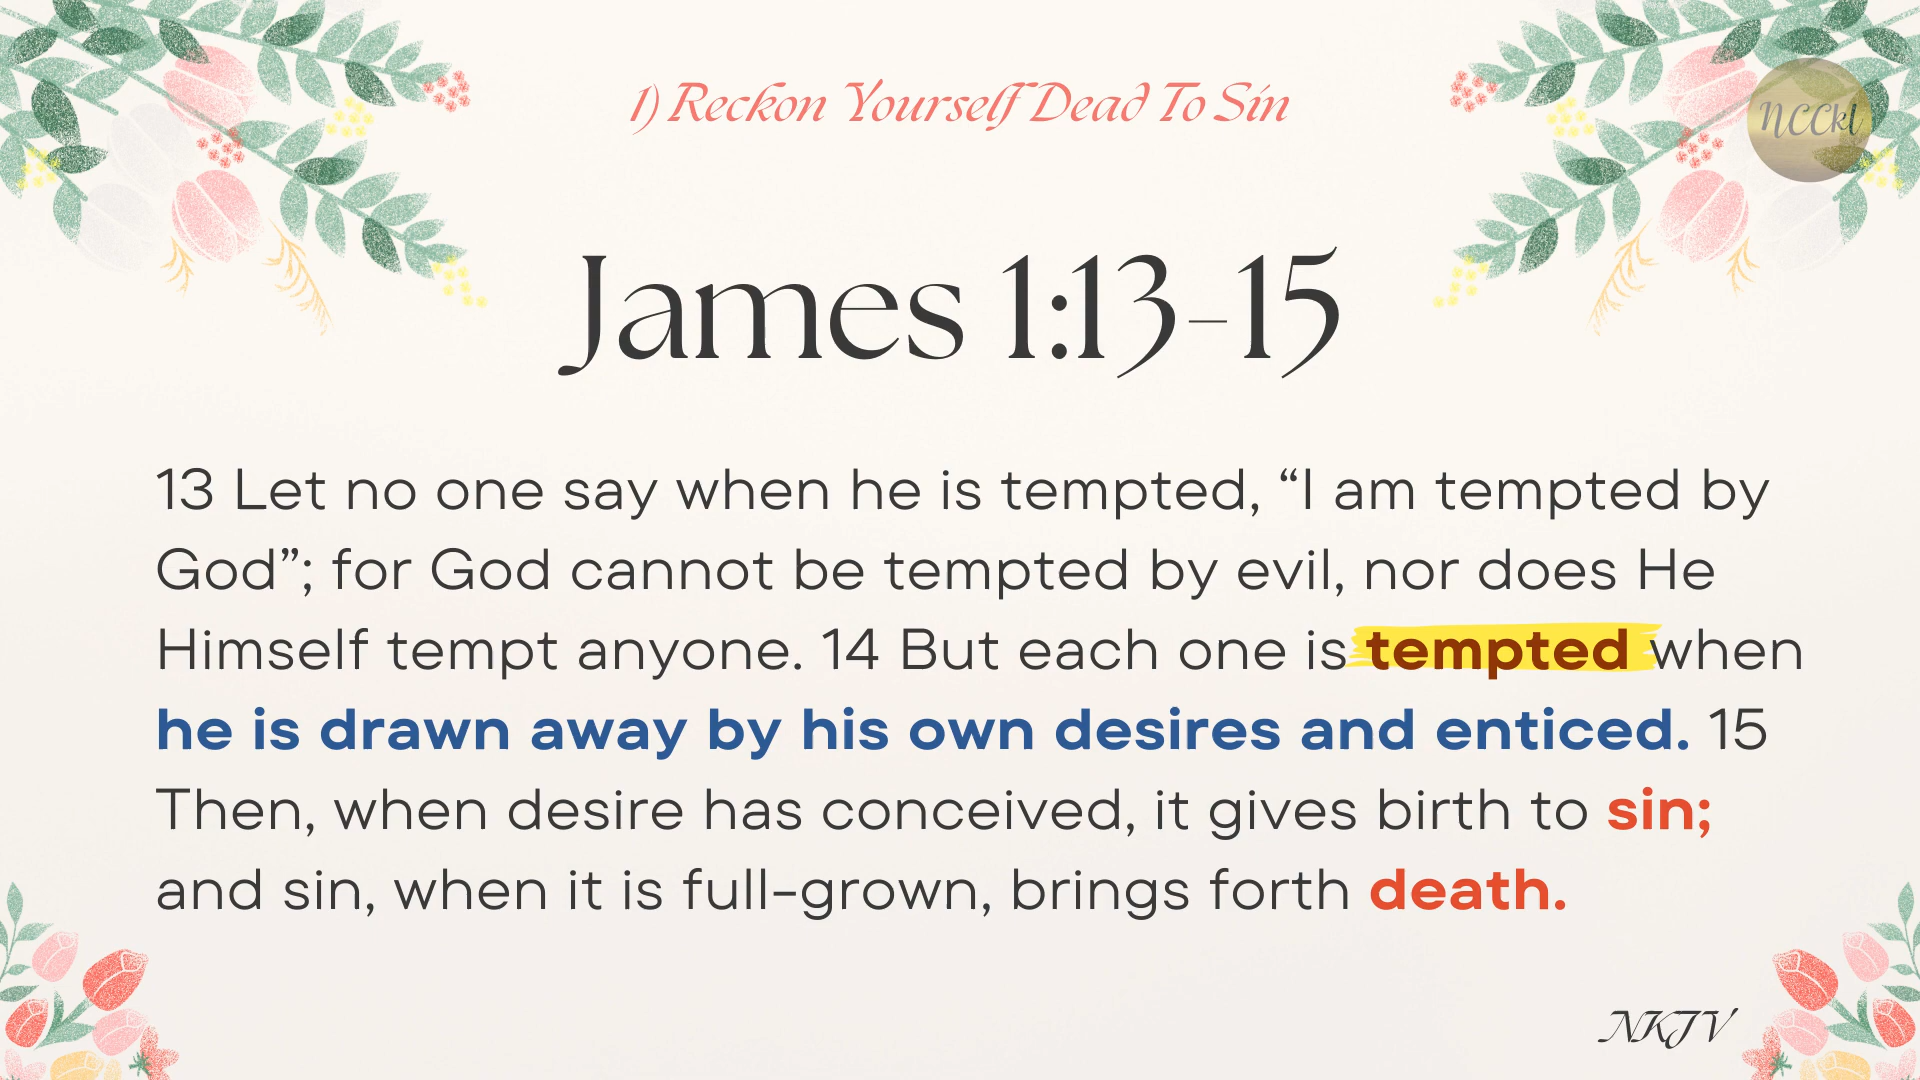 1) Reckon Yourself Dead To Sin
NCCkl
James 1:13-15
13 Let no one say when he is tempted, “I am tempted by
God”; for God cannot be tempted by evil, nor does He
Himself tempt anyone. 14 But each one is tempted when
he is drawn away by his own desires and enticed. 15
Then, when desire has conceived, it gives birth to sin;
and sin, when it is full-grown, brings forth death.
NKJV